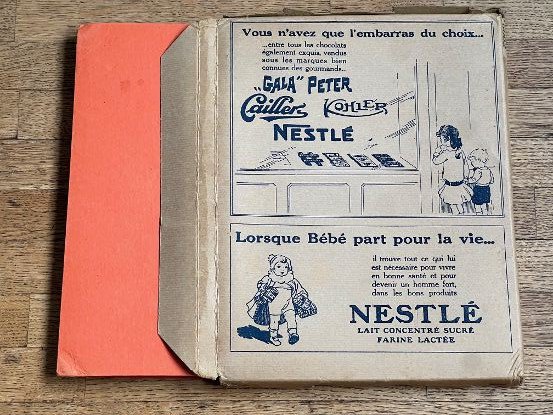 Vous n'avez que l'embarras du choix...
...entre tous les chocolats
également exquis, vendus
sous les marques bien
connues des gourmands...
„GALA" PETER
Cailler KOHLER
NESTLÉ
Lorsque Bébé part pour la vie...
il trouve tout ce qui lui
est nécessaire pour vivre
en bonne santé et pour
devenir un homme fort,
dans les bons produits
NESTLÉ
LAIT CONCENTRÉ SUCRÉ
FARINE LACTÉE